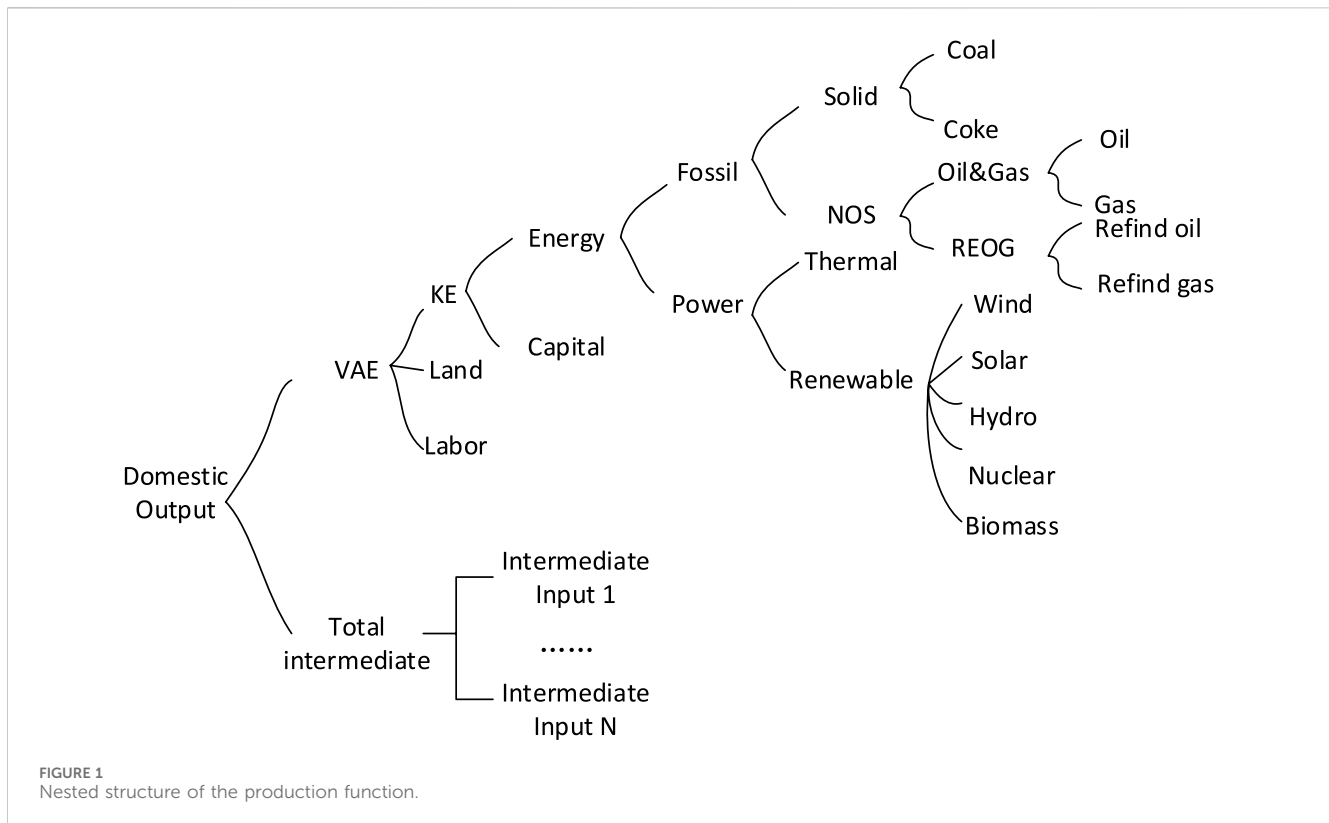 Coal
Solid
Coke
Oil
Fossil
Oil&Gas
Gas
NOS
Refind oil
Energy
REOG
Thermal
Refind gas
KE
Power
Wind
Capital
Solar
VAE
Land
Renewable
Hydro
Labor
Nuclear
Domestic
Output
Biomass
Intermediate
Input 1
Total
intermediate
......
Intermediate
Input N
FIGURE 1
Nested structure of the production function.